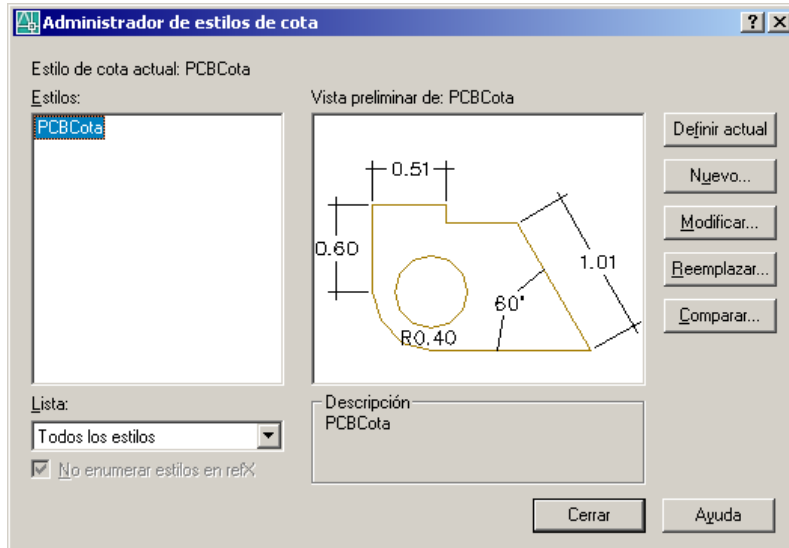 Administrador de estilos de cota
Estilo de cota actual: PCBCota
Estilos:
PCBCota
Vista preliminar de: PCBCota
0.51
0.60
1.01
60°
R0.40
Definir actual
Nuevo...
Modificar...
Reemplazar...
Comparar...
Lista:
Todos los estilos
No enumerar estilos en refX
Descripción
PCBCota
Cerrar
Ayuda